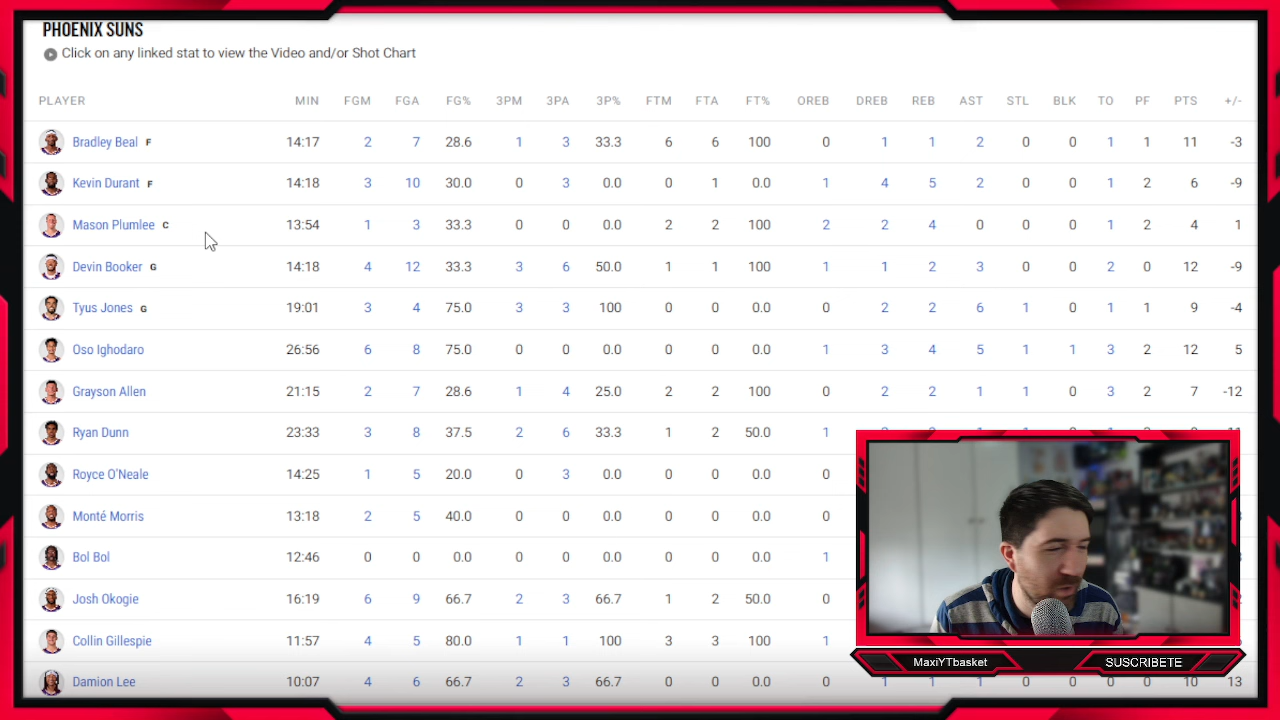 PHOENIX SUNS
Click on any linked stat to view the Video and/or Shot Chart
PLAYER MIN FGM FGA FG% 3PM 3PA 3P% FTM FTA FT% OREB DREB REB AST STL BLK TO PF PTS +/-
Bradley Beal F 14:17 2 7 28.6 1 3 33.3 6 6 100 0 1 1 2 0 0 1 1 11 -3
Kevin Durant F 14:18 3 10 30.0 0 3 0.0 0 1 0.0 1 4 5 2 0 0 1 2 6 -9
Mason Plumlee C 13:54 1 3 33.3 0 0 0.0 2 2 100 2 2 4 0 0 0 1 2 4 1
Devin Booker G 14:18 4 12 33.3 3 6 50.0 1 1 100 1 1 2 3 0 0 2 0 12 -9
Tyus Jones G 19:01 3 4 75.0 3 3 100 0 0 0.0 0 2 2 6 1 0 1 1 9 -4
Oso Ighodaro 26:56 6 8 75.0 0 0 0.0 0 0 0.0 1 3 4 5 1 1 3 2 12 5
Grayson Allen 21:15 2 7 28.6 1 4 25.0 2 2 100 0 2 2 1 1 0 3 2 7 -12
Ryan Dunn 23:33 3 8 37.5 2 6 33.3 1 2 50.0 1
Royce O'Neale 14:25 1 5 20.0 0 3 0.0 0 0 0.0 0
Monté Morris 13:18 2 5 40.0 0 0 0.0 0 0 0.0 0
Bol Bol 12:46 0 0 0.0 0 0 0.0 0 0 0.0 1
Josh Okogie 16:19 6 9 66.7 2 3 66.7 1 2 50.0 0
Collin Gillespie 11:57 4 5 80.0 1 1 100 3 3 100 1
MaxiYTbasket SUSCRIBETE
Damion Lee 10:07 4 6 66.7 2 3 66.7 0 0 0.0 0 1 1 1 0 0 0 0 10 13